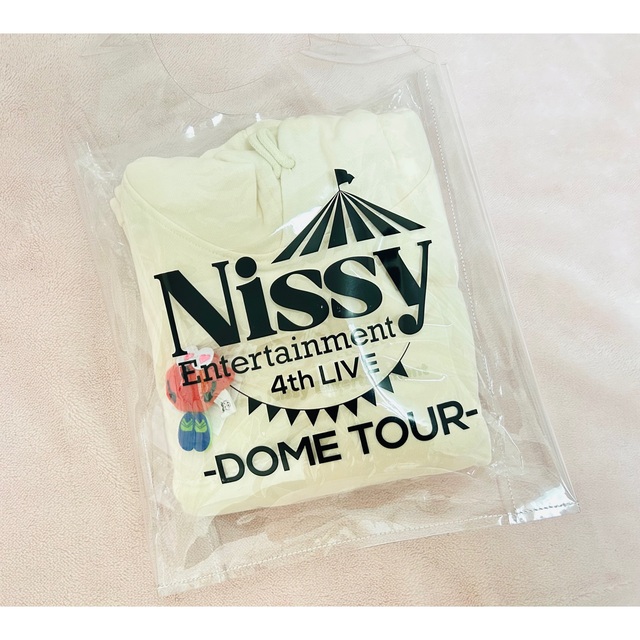 Nissy
Entertainment
4th LIVE
-DOME TOUR-